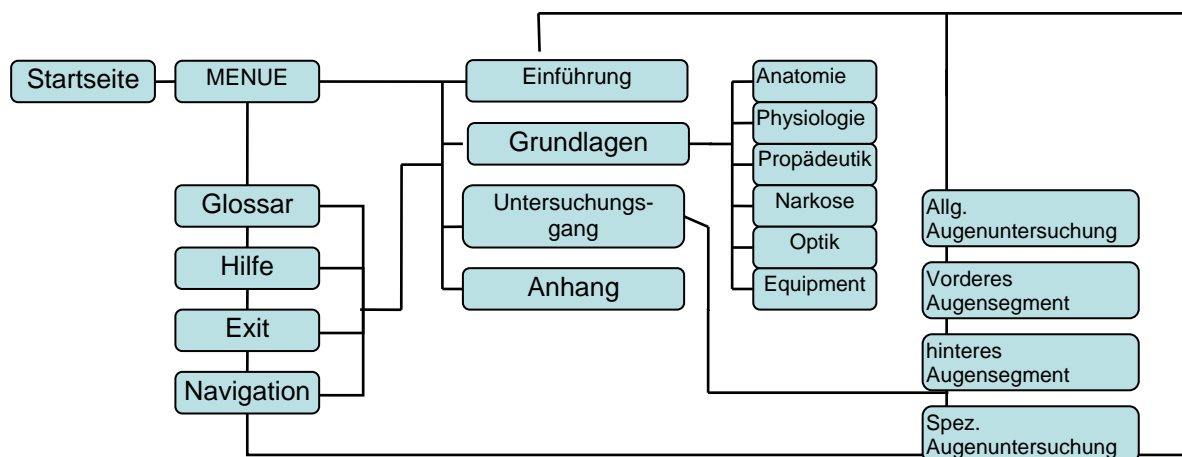 Startseite
MENUE
Glossar
Hilfe
Exit
Navigation
Einführung
Grundlagen
Untersuchungs-
gang
Anhang
Anatomie
Physiologie
Propädeutik
Narkose
Optik
Equipment
Allg.
Augenuntersuchung
Vorderes
Augensegment
hinteres
Augensegment
Spez.
Augenuntersuchung